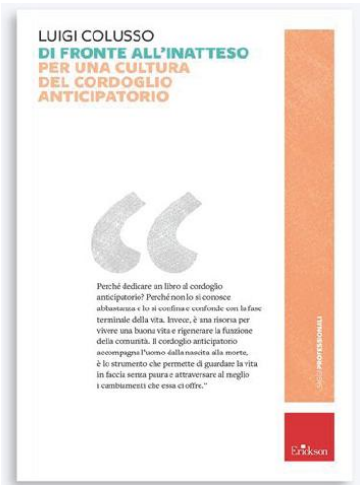 LUIGI COLUSSO
DI FRONTE ALL'INATTESO
PER UNA CULTURA
DEL CORDOGLIO
ANTICIPATORIO
Perché dedicare un libro al cordoglio
anticipatorio? Perché non lo si conosce
abbastanza e lo si confina e confonde con la fase
terminale della vita. Invece, è una risorsa per
vivere una buona vita e rigenerare la funzione
della comunità. Il cordoglio anticipatorio
accompagna l'uomo dalla nascita alla morte,
è lo strumento che permette di guardare la vita
in faccia senza paura e attraversare al meglio
i cambiamenti che essa ci offre."
PROFESSIONALI
Erickson